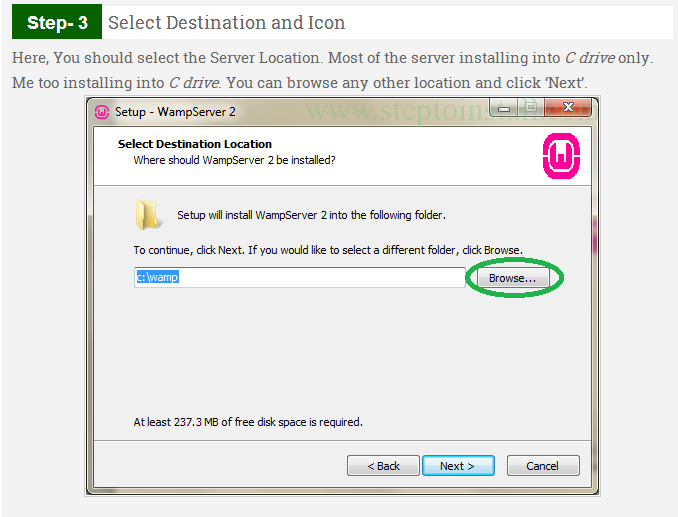 Step- 3 Select Destination and Icon
Here, You should select the Server Location. Most of the server installing into C drive only.
Me too installing into C drive. You can browse any other location and click ‘Next’.
Setup - WampServer 2
Select Destination Location
Where should WampServer 2 be installed?
Setup will install WampServer 2 into the following folder.
To continue, click Next. If you would like to select a different folder, click Browse.
c:\wamp
Browse...
At least 237.3 MB of free disk space is required.
< Back Next > Cancel